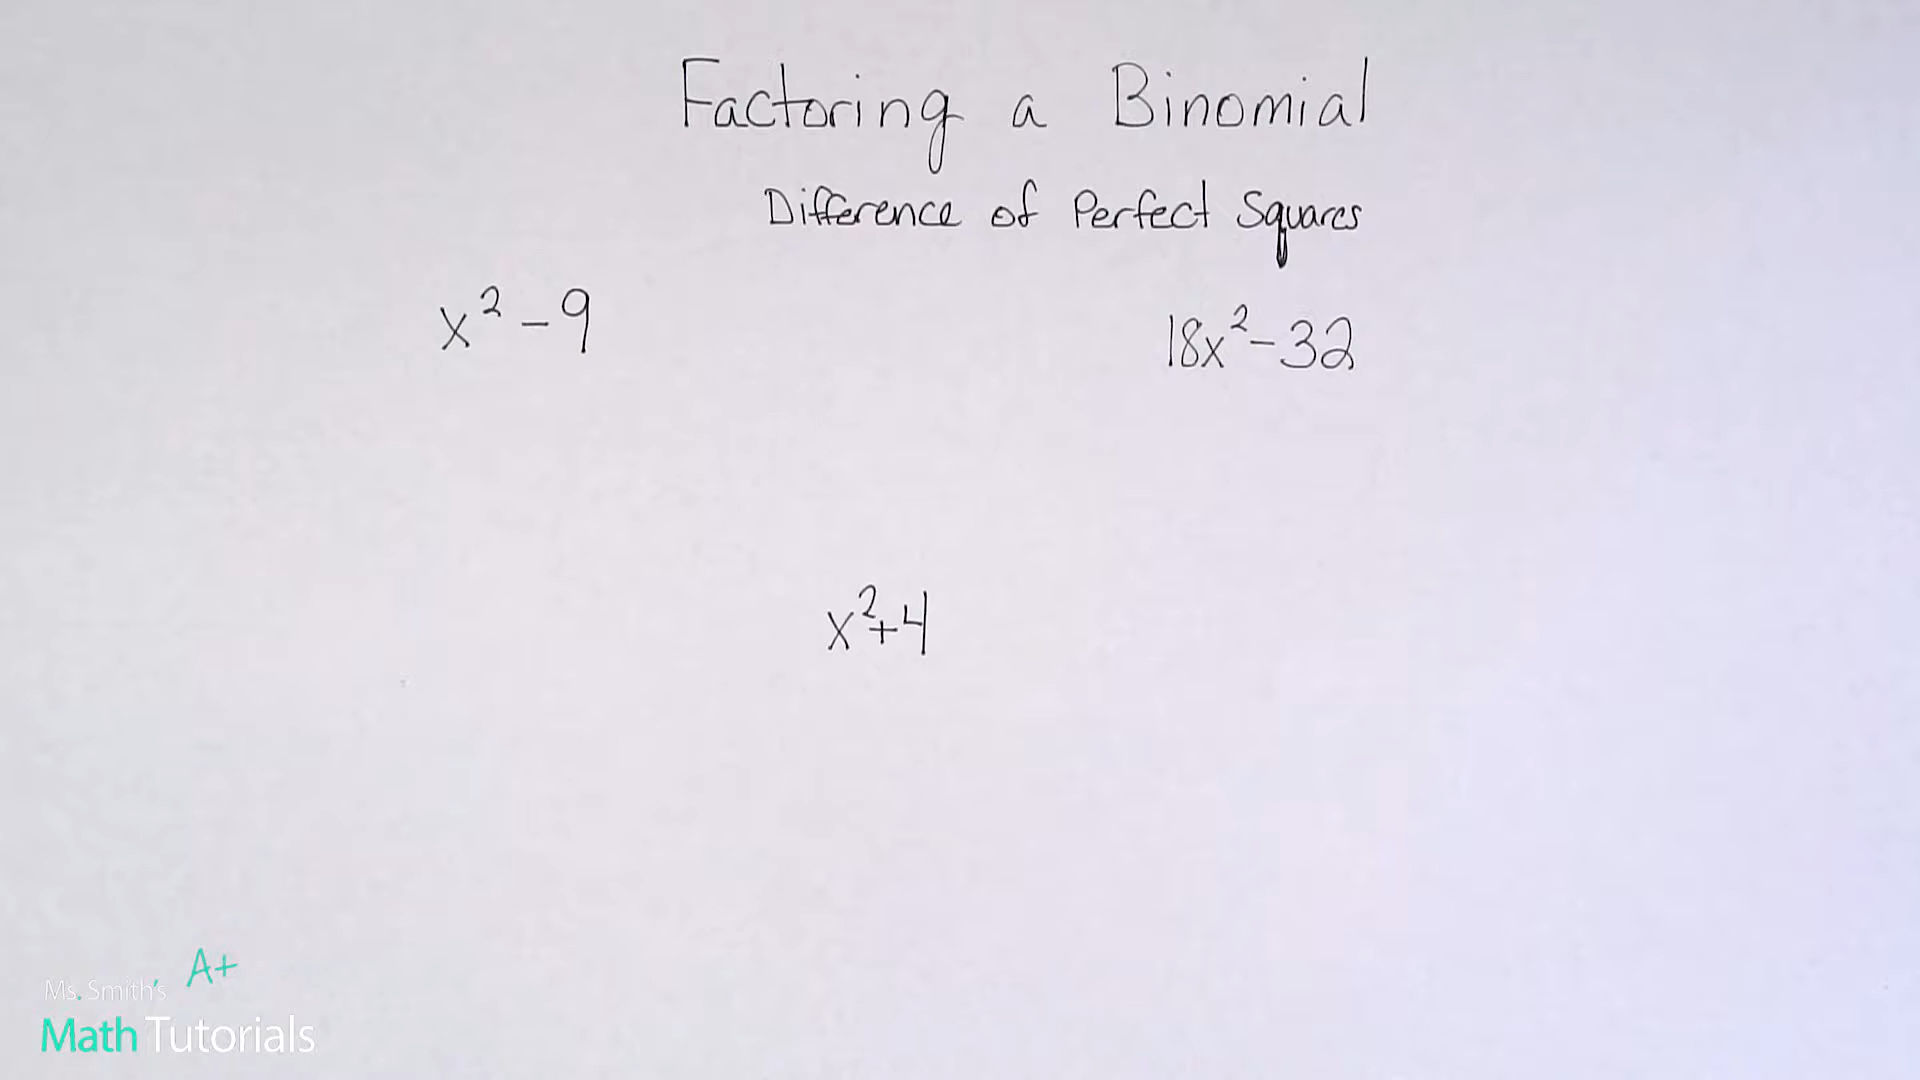 Factoring a Binomial
Difference of Perfect Squares
x² - 9
18x² - 32
x² + 4
A+
Ms. Smith's
Math Tutorials